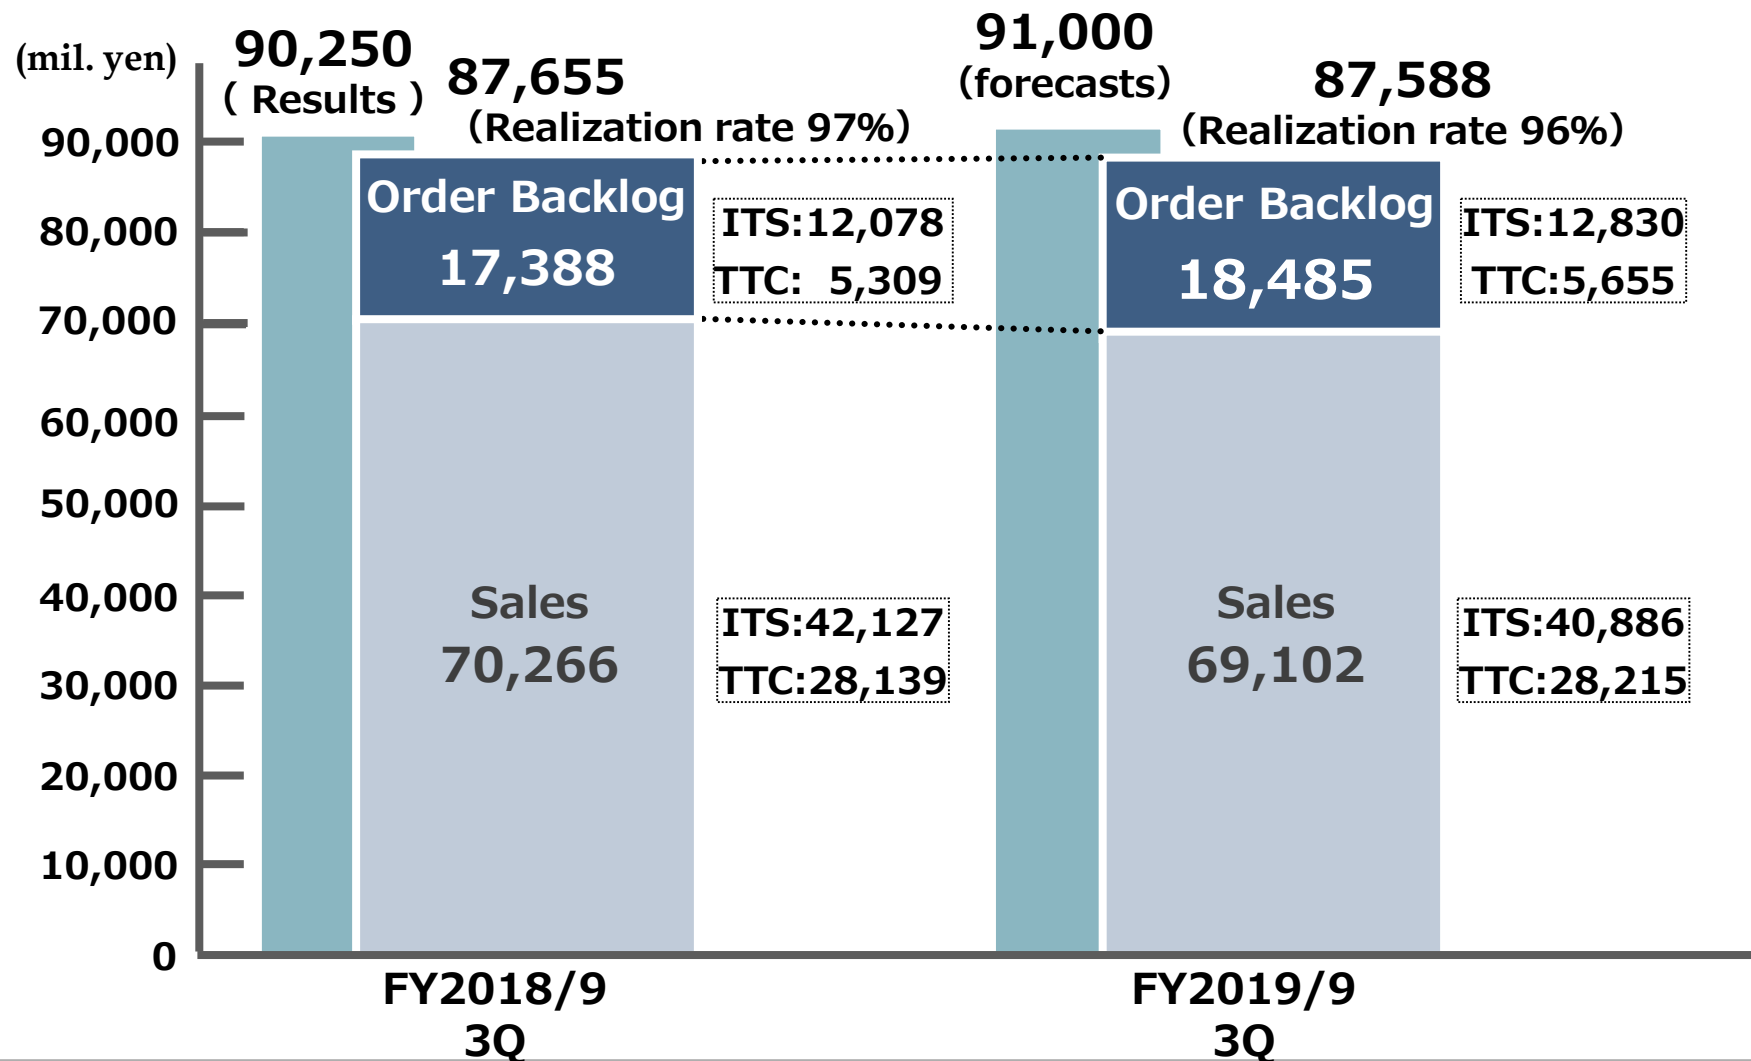 (mil. yen)
90,250
( Results )
87,655
(Realization rate 97%)
91,000
(forecasts)
87,588
(Realization rate 96%)
90,000
80,000
70,000
60,000
50,000
40,000
30,000
20,000
10,000
0
Order Backlog
17,388
ITS:12,078
TTC: 5,309
Order Backlog
18,485
ITS:12,830
TTC:5,655
Sales
70,266
ITS:42,127
TTC:28,139
Sales
69,102
ITS:40,886
TTC:28,215
FY2018/9
3Q
FY2019/9
3Q